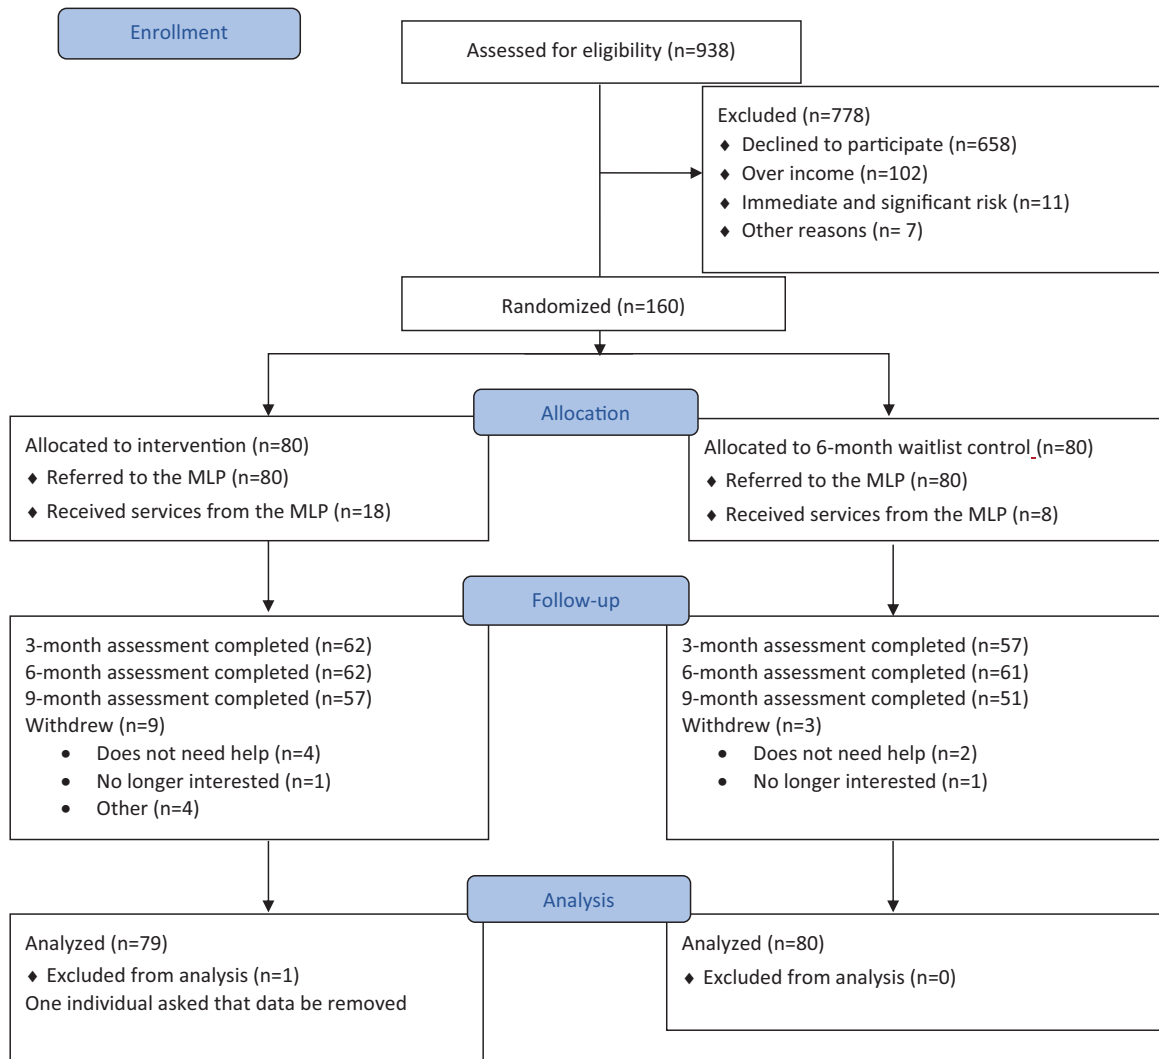 Enrollment
Assessed for eligibility (n=938)
Excluded (n=778)
♦ Declined to participate (n=658)
♦ Over income (n=102)
♦ Immediate and significant risk (n=11)
♦ Other reasons (n= 7)
Randomized (n=160)
Allocation
Allocated to intervention (n=80)
♦ Referred to the MLP (n=80)
♦ Received services from the MLP (n=18)
Allocated to 6-month waitlist control (n=80)
♦ Referred to the MLP (n=80)
♦ Received services from the MLP (n=8)
Follow-up
3-month assessment completed (n=62)
6-month assessment completed (n=62)
9-month assessment completed (n=57)
Withdrew (n=9)
• Does not need help (n=4)
• No longer interested (n=1)
• Other (n=4)
3-month assessment completed (n=57)
6-month assessment completed (n=61)
9-month assessment completed (n=51)
Withdrew (n=3)
• Does not need help (n=2)
• No longer interested (n=1)
Analysis
Analyzed (n=79)
♦ Excluded from analysis (n=1)
One individual asked that data be removed
Analyzed (n=80)
♦ Excluded from analysis (n=0)